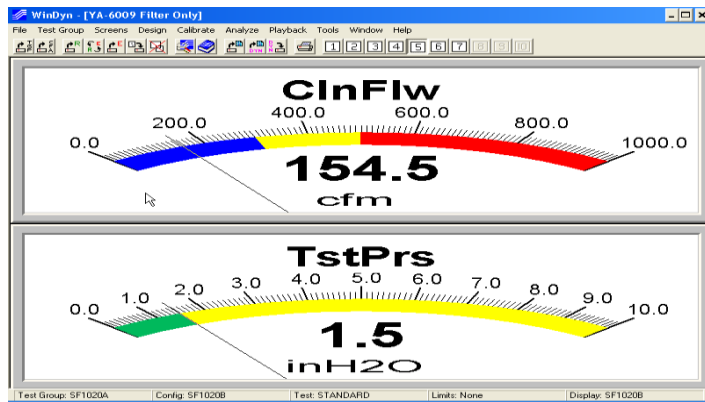 WinDyn - [YA-6009 Filter Only]
File Test Group Screens Design Calibrate Analyze Playback Tools Window Help
1 2 3 4 5 6 7 8 9 10
ClnFlw
0.0 200.0 400.0 600.0 800.0 1000.0
154.5
cfm
TstPrs
0.0 1.0 2.0 3.0 4.0 5.0 6.0 7.0 8.0 9.0 10.0
1.5
inH2O
Test Group: SF1020A Config: SF1020B Test: STANDARD Limits: None Display: SF1020B